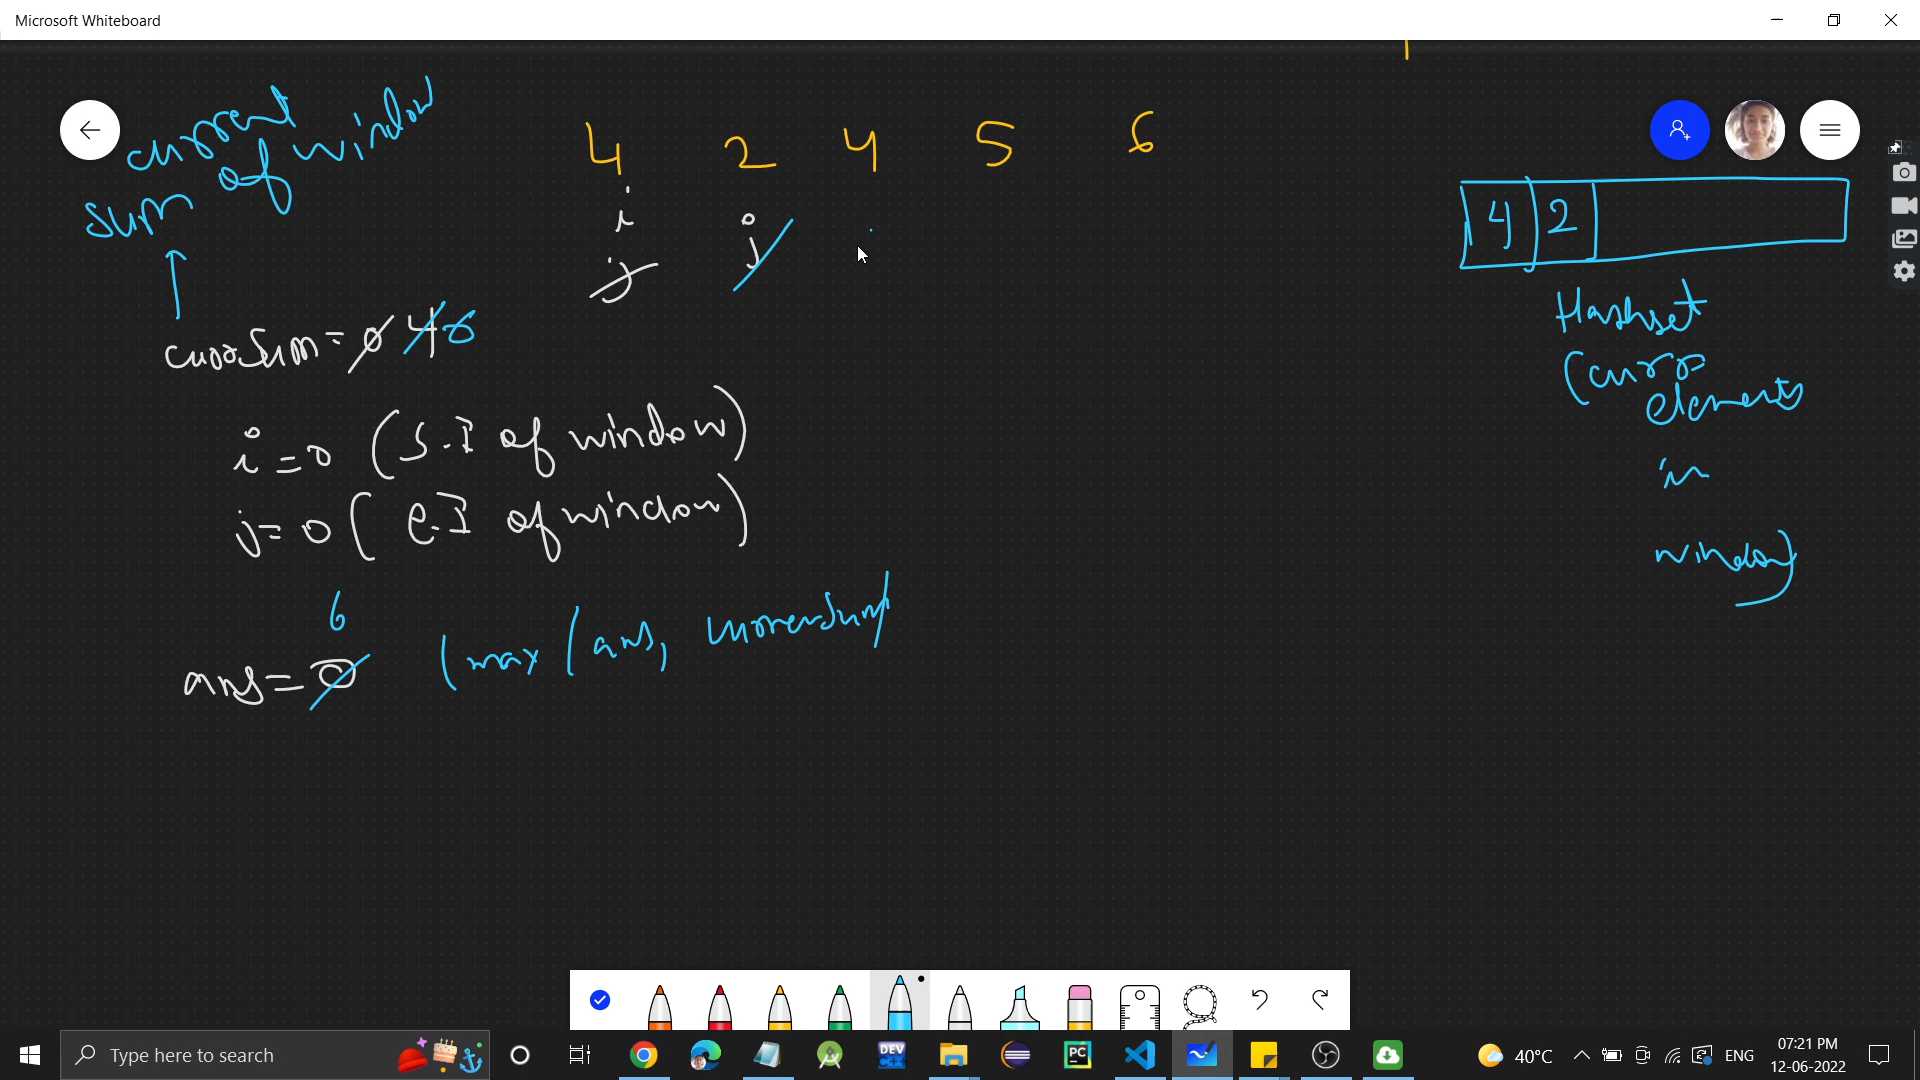 Microsoft Whiteboard
current
sum of window
4 2 4 5 6
i j
j
4 2
currSum = 0 4 6
Hashset
(curr
elements
in
window)
i = 0 (S.I of window)
j = 0 (e.I of window)
6
ans = 0 (max (ans,
Type here to search
DEV
PC
40°C
ENG
07:21 PM
12-06-2022